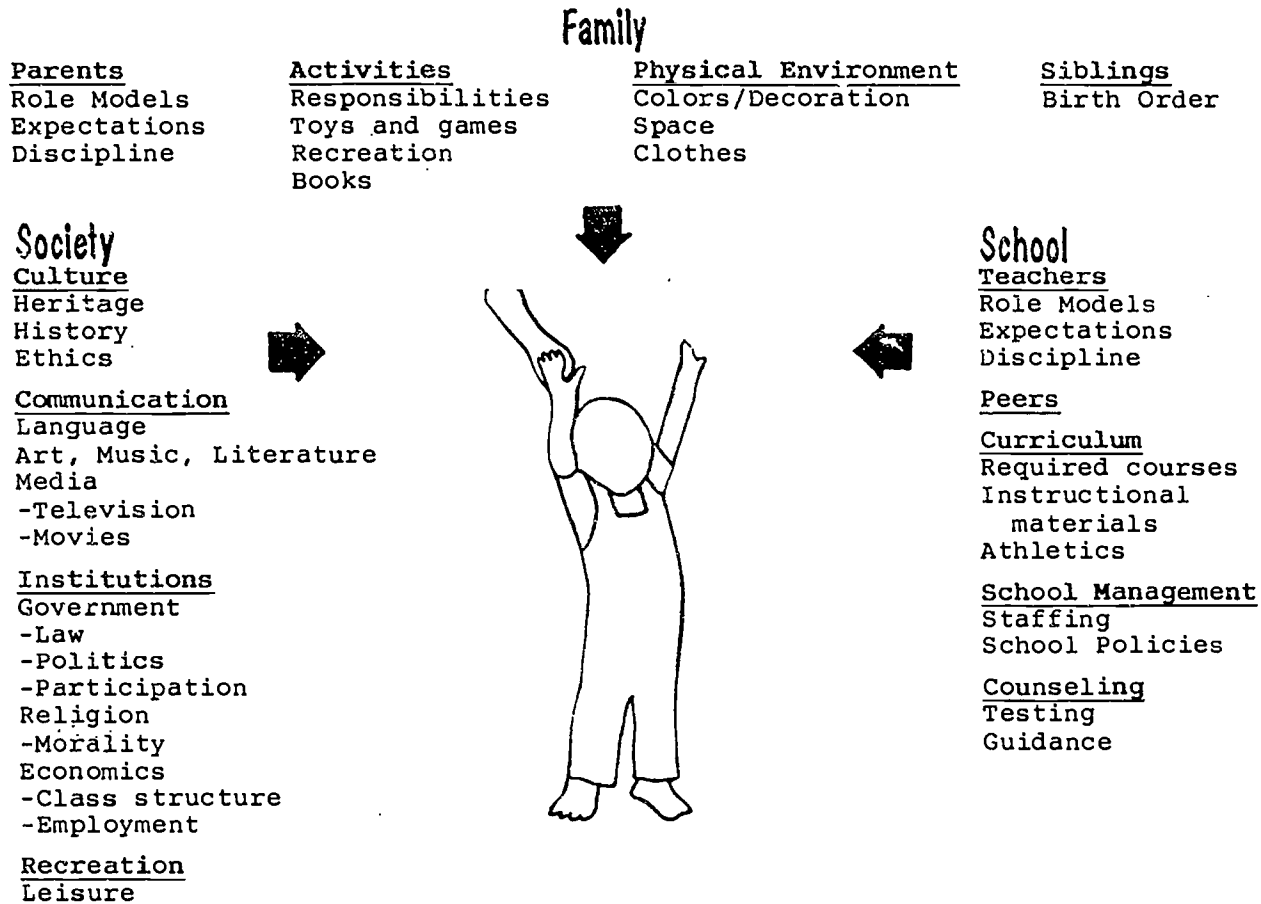 Family
Parents
Role Models
Expectations
Discipline
Activities
Responsibilities
Toys and games
Recreation
Books
Physical Environment
Colors/Decoration
Space
Clothes
Siblings
Birth Order
Society
Culture
Heritage
History
Ethics
Communication
Language
Art, Music, Literature
Media
-Television
-Movies
Institutions
Government
-Law
-Politics
-Participation
Religion
-Morality
Economics
-Class structure
-Employment
Recreation
Leisure
School
Teachers
Role Models
Expectations
Discipline
Peers
Curriculum
Required courses
Instructional
materials
Athletics
School Management
Staffing
School Policies
Counseling
Testing
Guidance